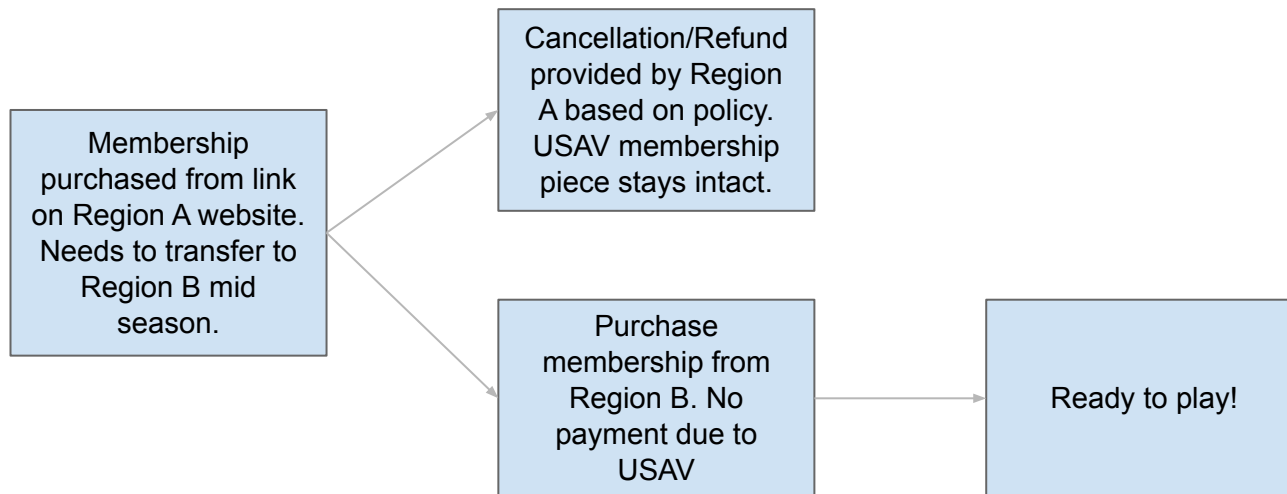 Membership
purchased from link
on Region A website.
Needs to transfer to
Region B mid
season.
Cancellation/Refund
provided by Region
A based on policy.
USAV membership
piece stays intact.
Purchase
membership from
Region B. No
payment due to
USAV
Ready to play!